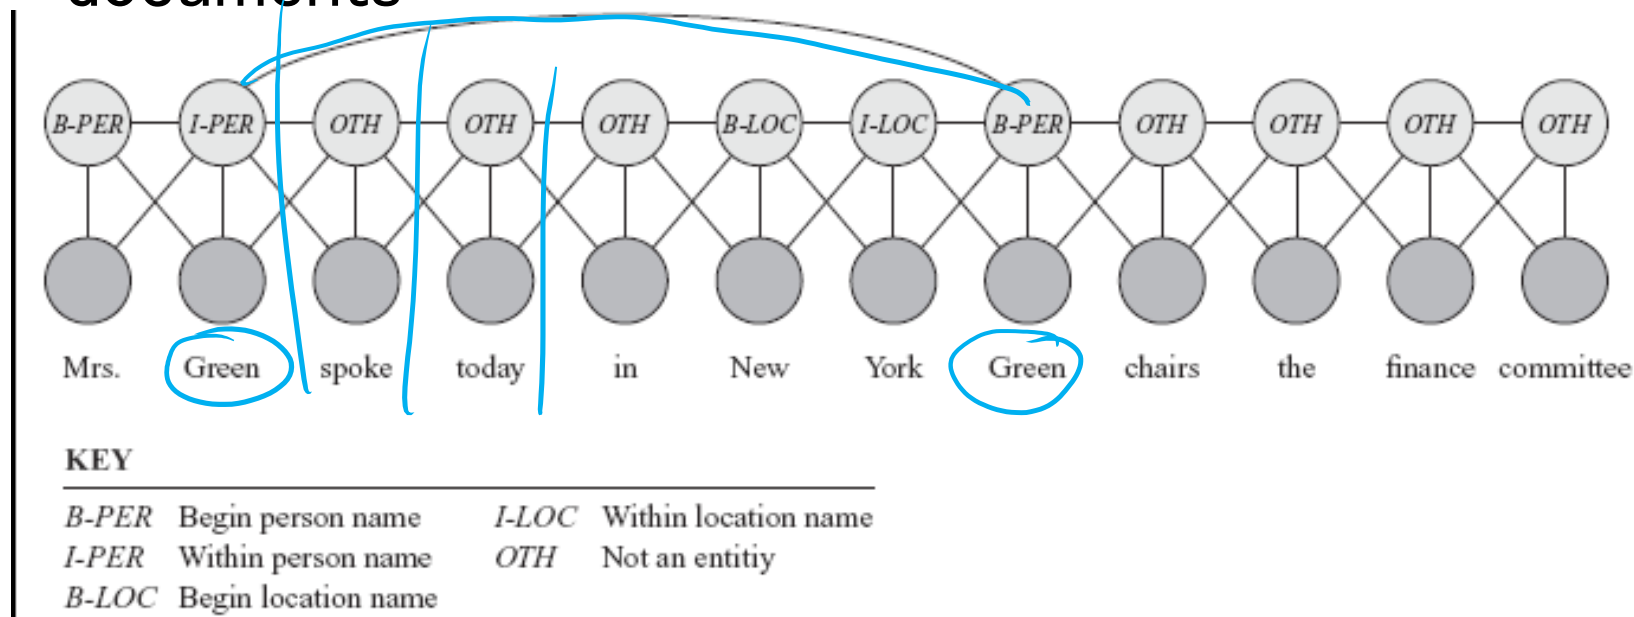 documents
B-PER I-PER OTH OTH OTH B-LOC I-LOC B-PER OTH OTH OTH OTH
Mrs. Green spoke today in New York Green chairs the finance committee
KEY
B-PER Begin person name I-LOC Within location name
I-PER Within person name OTH Not an entitiy
B-LOC Begin location name